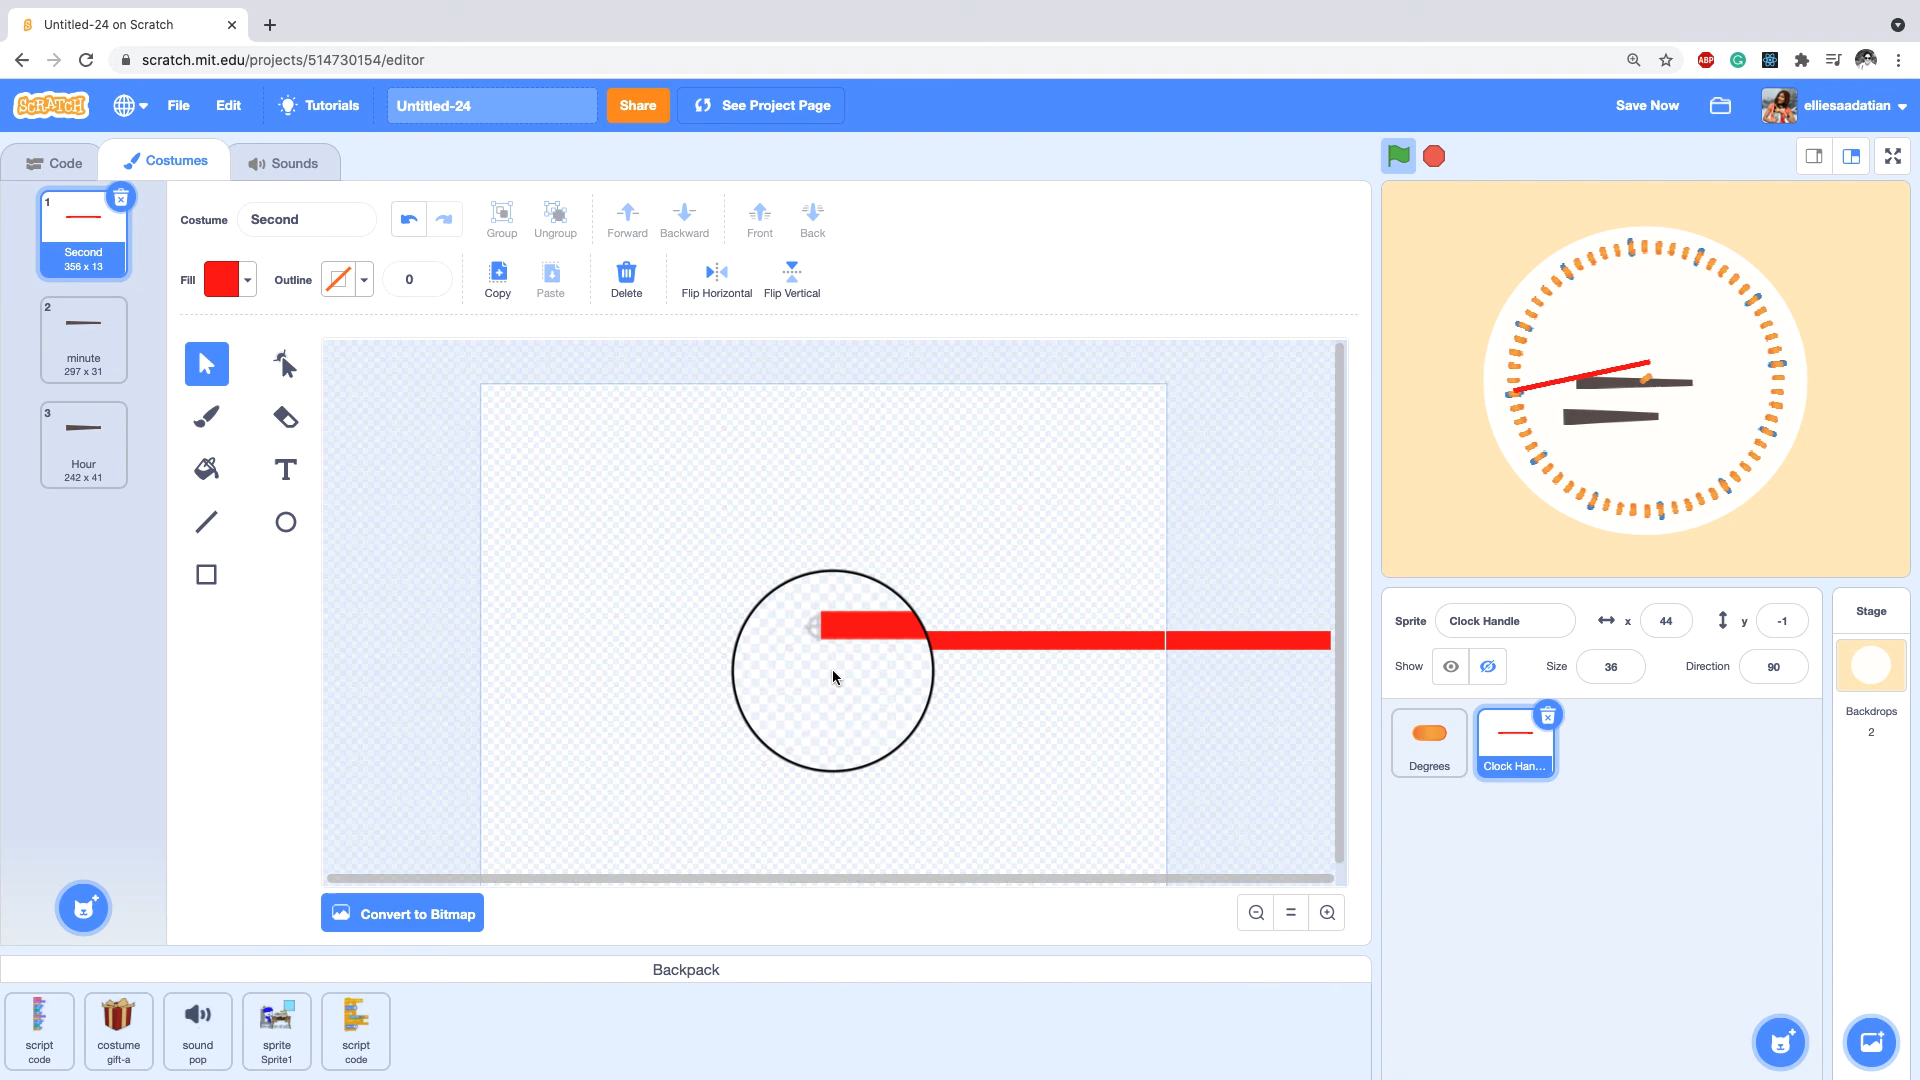 Untitled-24 on Scratch
scratch.mit.edu/projects/514730154/editor
ABP
SCRATCH
File
Edit
Tutorials
Untitled-24
Share
See Project Page
Save Now
elliesaadatian
Code
Costumes
Sounds
1
Second
356 x 13
2
minute
297 x 31
3
Hour
242 x 41
Costume
Second
Group
Ungroup
Forward
Backward
Front
Back
Fill
Outline
0
Copy
Paste
Delete
Flip Horizontal
Flip Vertical
T
Convert to Bitmap
Sprite
Clock Handle
x
44
y
-1
Show
Size
36
Direction
90
Degrees
Clock Han...
Stage
Backdrops
2
Backpack
script
code
costume
gift-a
sound
pop
sprite
Sprite1
script
code